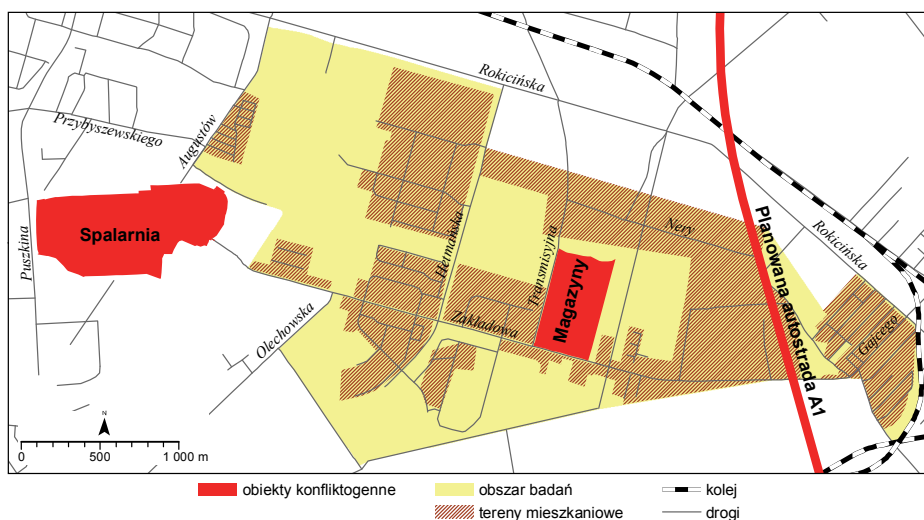 Rokicińska
Przybyszewskiego
Augustów
Spalarnia
Puszkina
Hetmańska
Nery
Planowana autostrada A1
Rokicińska
Transmisyjna
Magazyny
Zakładowa
Olechowska
Gajcego
N
0 500 1 000 m
obiekty konfliktogenne
obszar badań
kolej
tereny mieszkaniowe
drogi